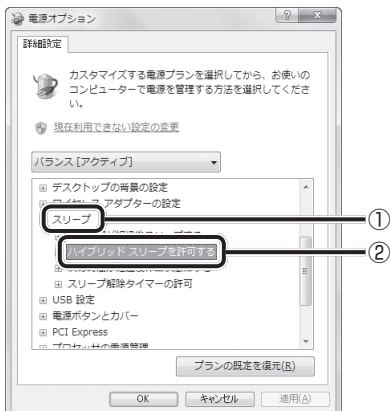 電源オプション
詳細設定
カスタマイズする電源プランを選択してから、お使いの
コンピューターで電源を管理する方法を選択してくださ
い。
現在利用できない設定の変更
バランス [アクティブ]
デスクトップの背景の設定
ワイヤレス アダプターの設定
スリープ
①
ハイブリッド スリープを許可する
②
スリープ解除タイマーの許可
USB 設定
電源ボタンとカバー
PCI Express
プロセッサの電源管理
プランの既定を復元(R)
OK
キャンセル
適用(A)